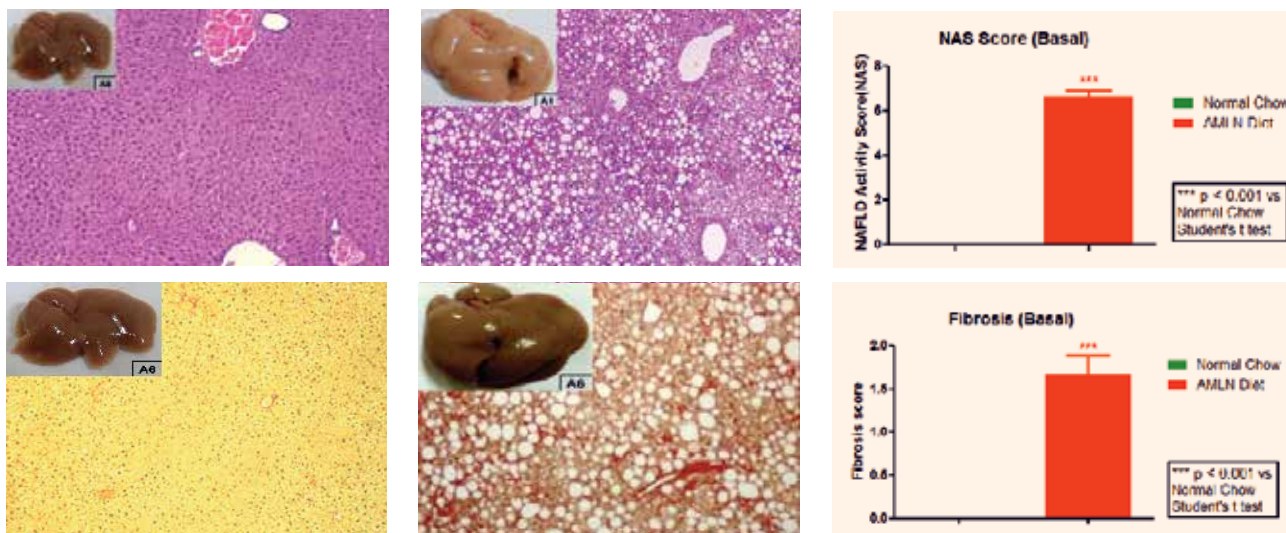 A1
NAS Score (Basal)
NAFLD Activity Score(NAS)
8
6
4
2
0
***
Normal Chow
AMLN Diet
*** p < 0.001 vs
Normal Chow
Student's t test
A6
A6
Fibrosis (Basal)
Fibrosis score
2.0
1.5
1.0
0.5
0.0
***
Normal Chow
AMLN Diet
*** p < 0.001 vs
Normal Chow
Student's t test